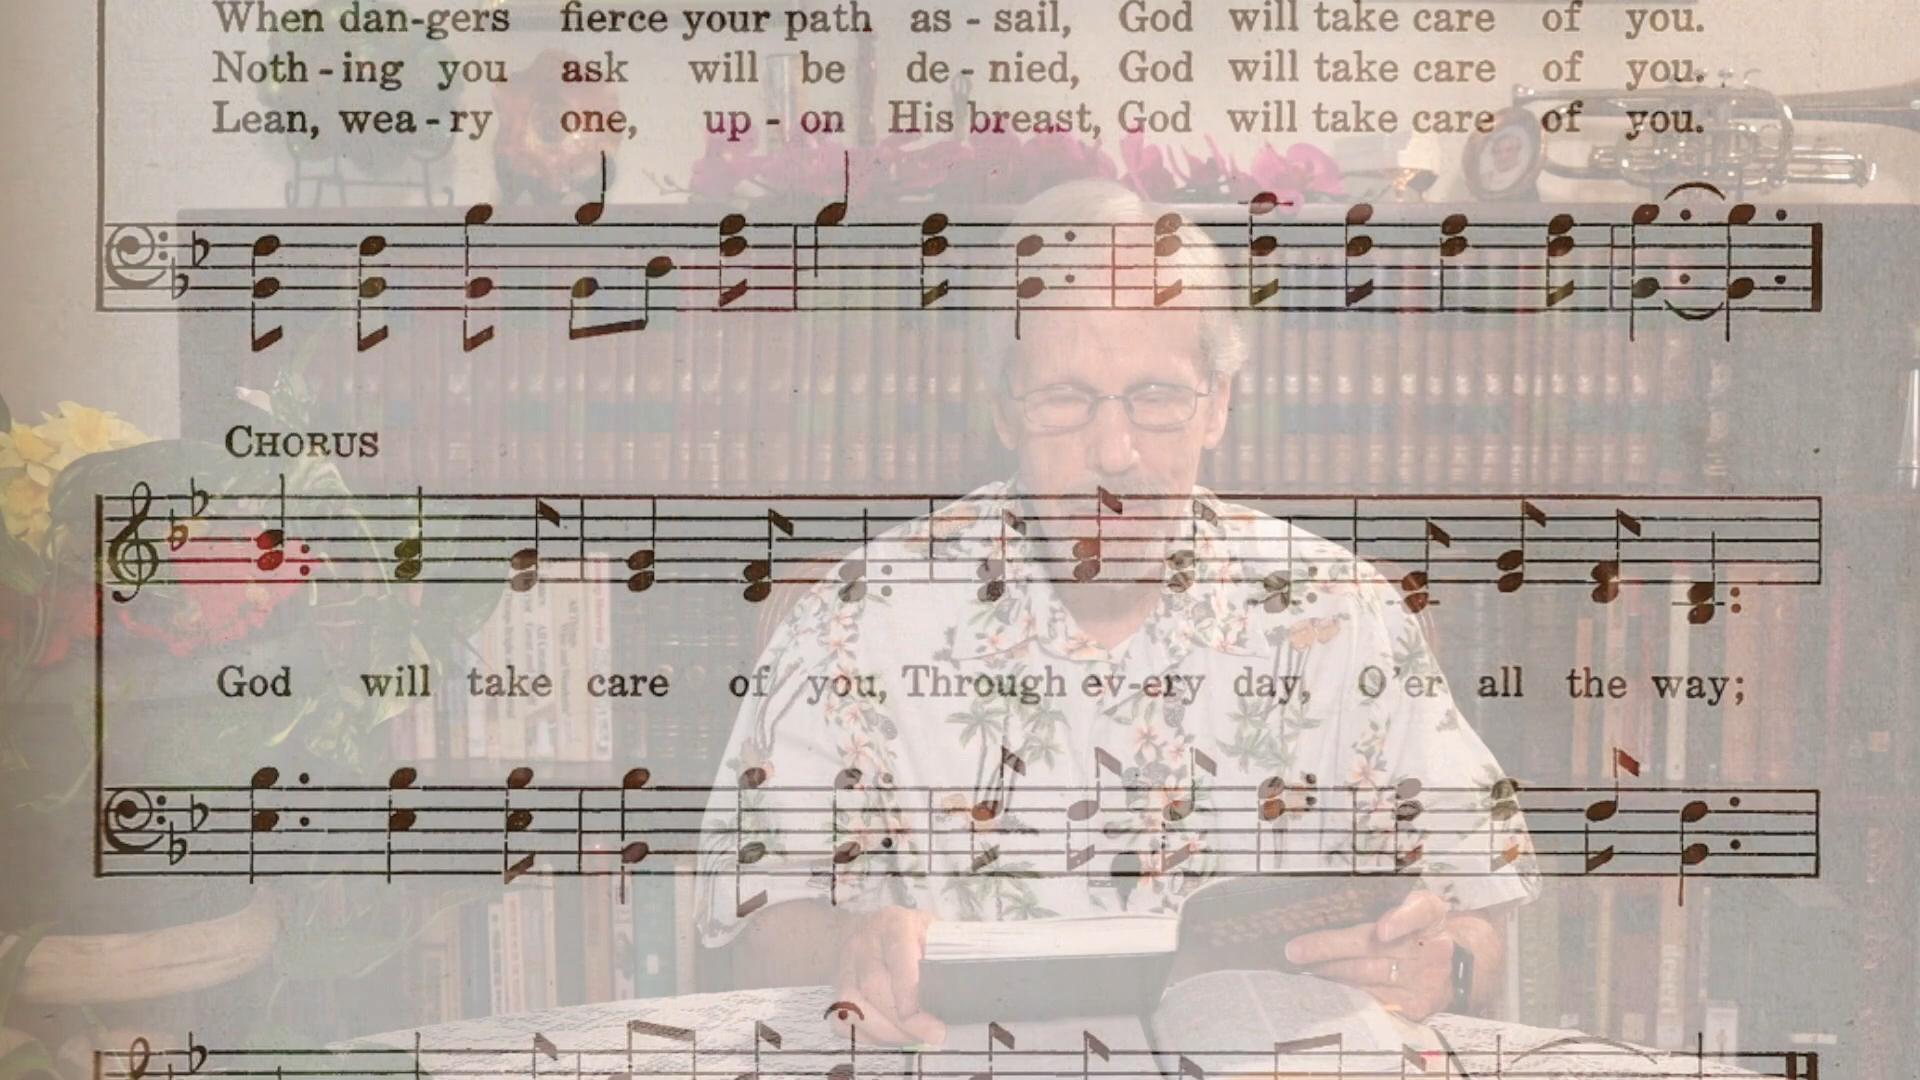 When dan-gers fierce your path as - sail, God will take care of you.
Noth - ing you ask will be de - nied, God will take care of you.
Lean, wea - ry one, up - on His breast, God will take care of you.
CHORUS
God will take care of you, Through ev-ery day, O'er all the way;